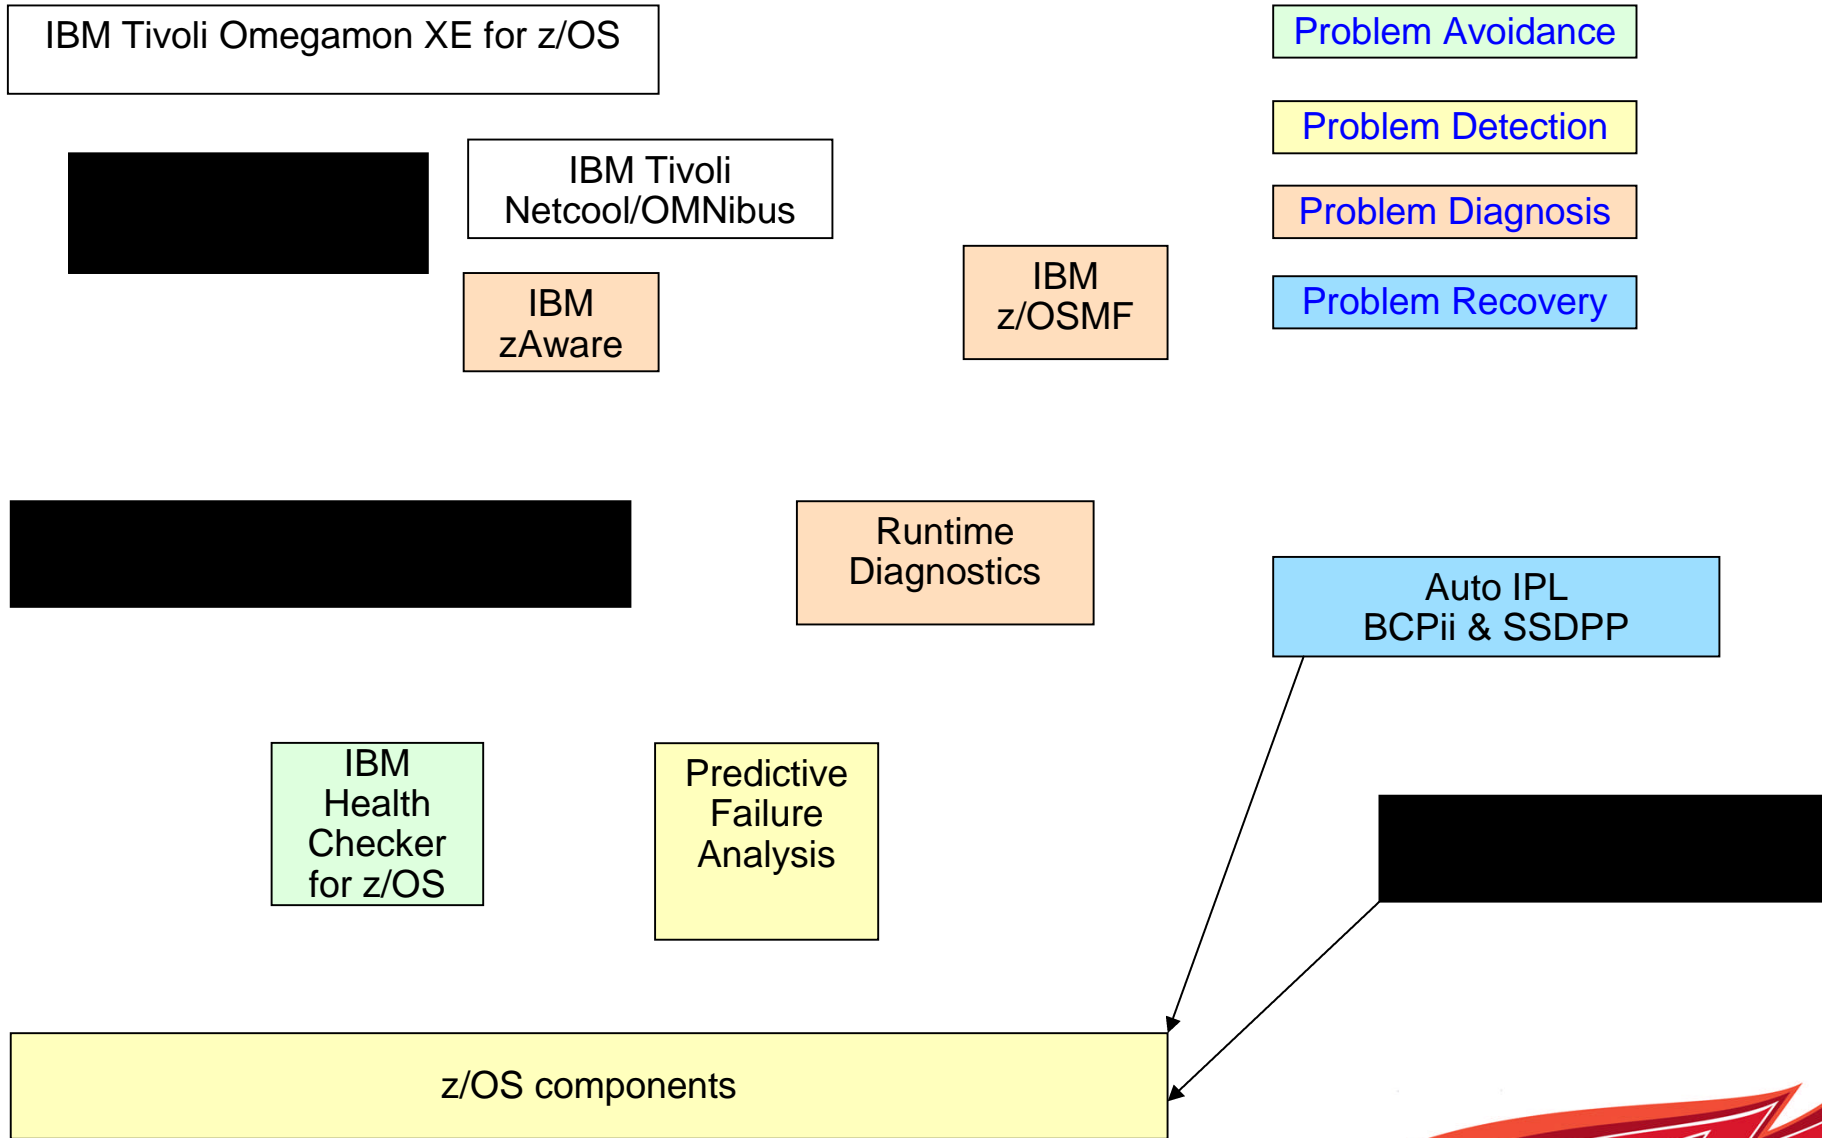 IBM Tivoli Omegamon XE for z/OS
Problem Avoidance
Problem Detection
IBM Tivoli
Netcool/OMNibus
Problem Diagnosis
IBM
zAware
IBM
z/OSMF
Problem Recovery
Runtime
Diagnostics
Auto IPL
BCPii & SSDPP
IBM
Health
Checker
for z/OS
Predictive
Failure
Analysis
z/OS components